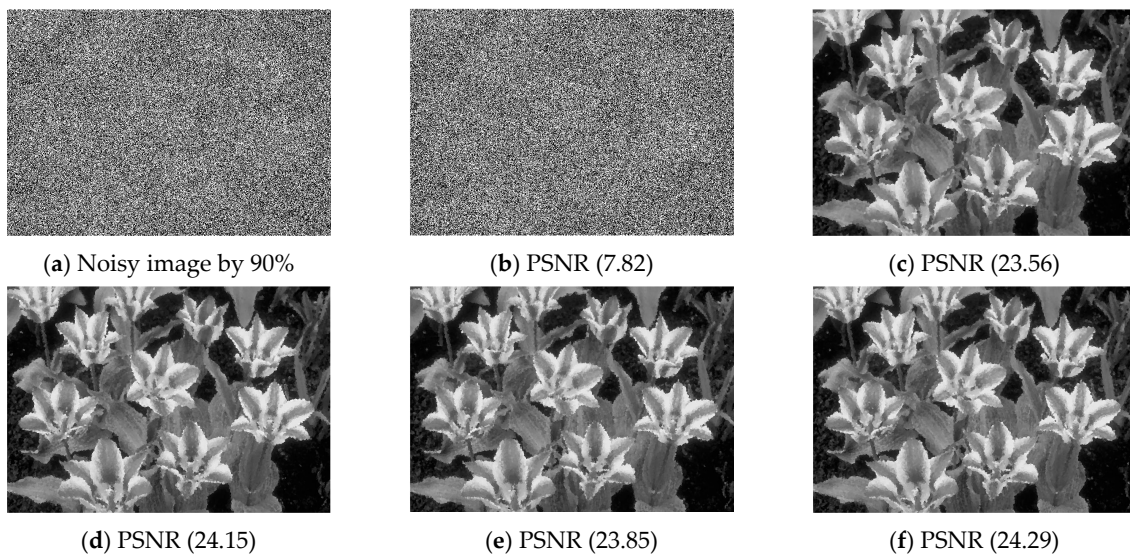 (a) Noisy image by 90%
(b) PSNR (7.82)
(c) PSNR (23.56)
(d) PSNR (24.15)
(e) PSNR (23.85)
(f) PSNR (24.29)